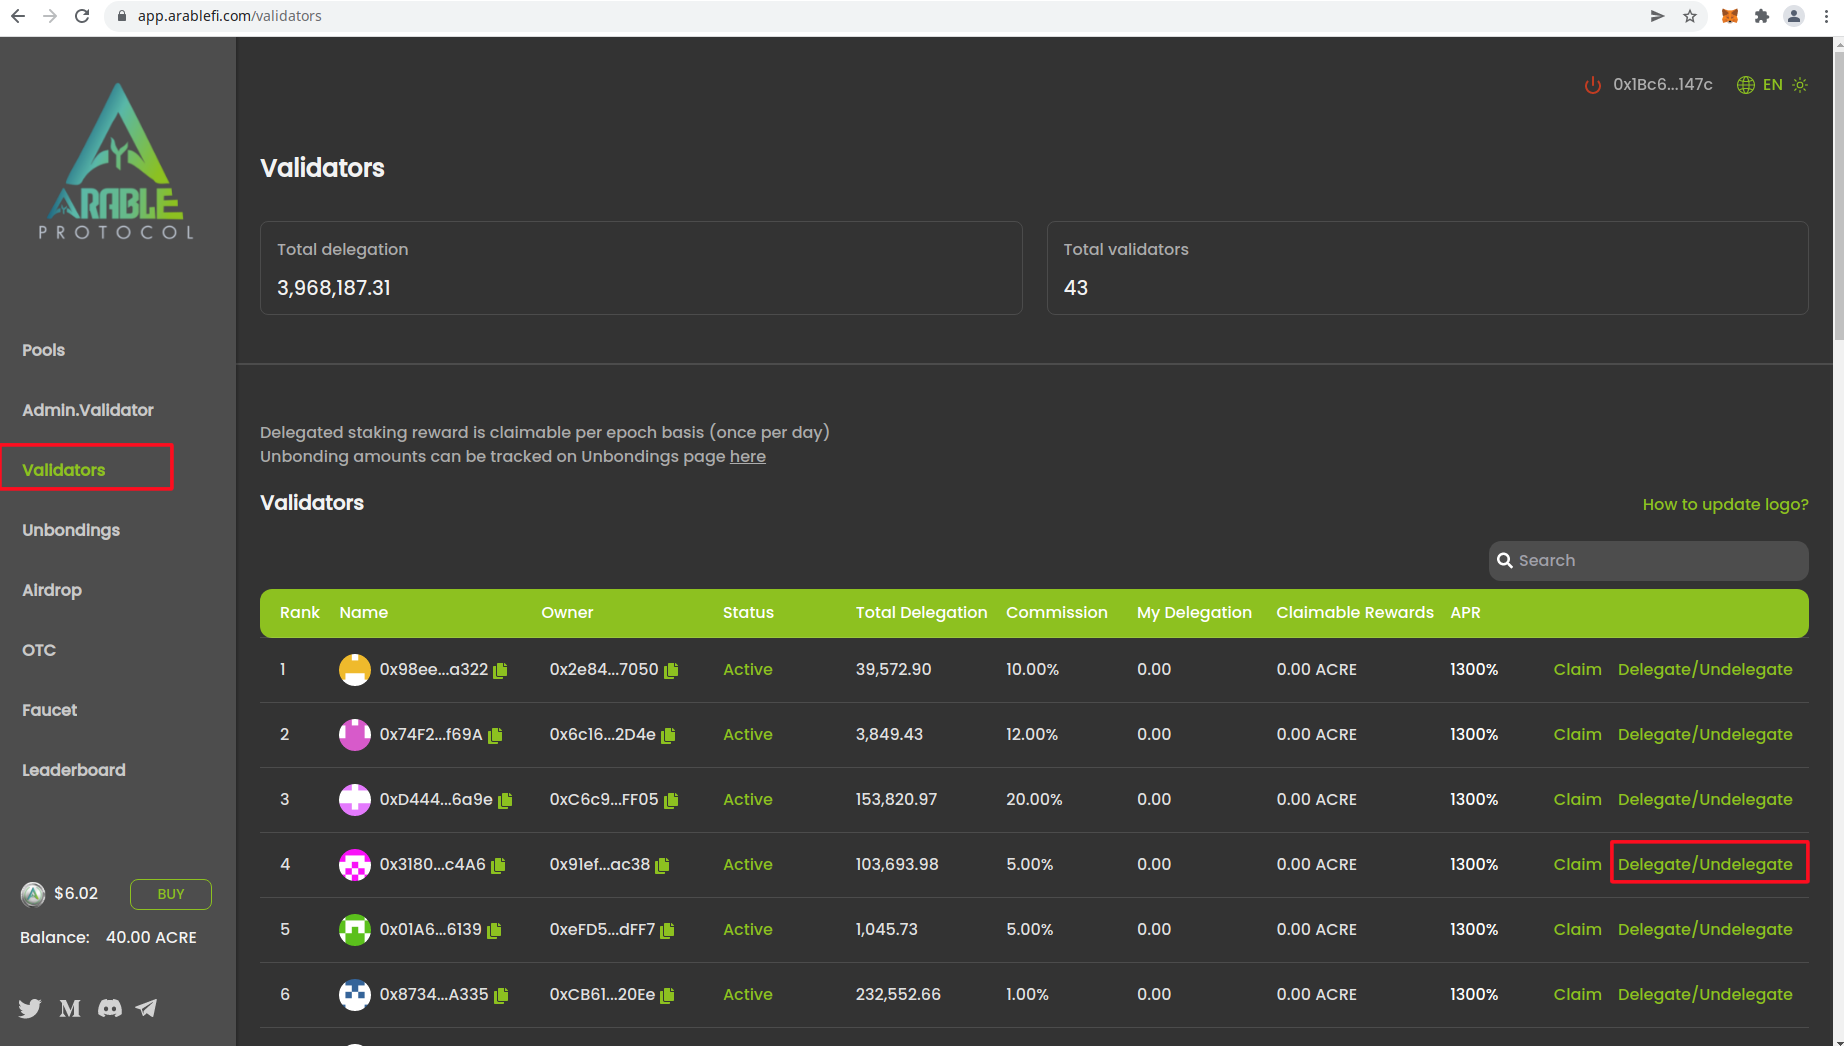 app.arablefi.com/validators
ARABLE
PROTOCOL
0x1Bc6...147c
EN
Pools
Admin.Validator
Validators
Unbondings
Airdrop
OTC
Faucet
Leaderboard
$6.02
BUY
Balance: 40.00 ACRE
Validators
Total delegation
3,968,187.31
Total validators
43
Delegated staking reward is claimable per epoch basis (once per day)
Unbonding amounts can be tracked on Unbondings page here
Validators
How to update logo?
Search
Rank Name Owner Status Total Delegation Commission My Delegation Claimable Rewards APR
1 0x98ee...a322 0x2e84...7050 Active 39,572.90 10.00% 0.00 0.00 ACRE 1300% Claim Delegate/Undelegate
2 0x74F2...f69A 0x6c16...2D4e Active 3,849.43 12.00% 0.00 0.00 ACRE 1300% Claim Delegate/Undelegate
3 0xD444...6a9e 0xC6c9...FF05 Active 153,820.97 20.00% 0.00 0.00 ACRE 1300% Claim Delegate/Undelegate
4 0x3180...c4A6 0x91ef...ac38 Active 103,693.98 5.00% 0.00 0.00 ACRE 1300% Claim Delegate/Undelegate
5 0x01A6...6139 0xeFD5...dFF7 Active 1,045.73 5.00% 0.00 0.00 ACRE 1300% Claim Delegate/Undelegate
6 0x8734...A335 0xCB61...20Ee Active 232,552.66 1.00% 0.00 0.00 ACRE 1300% Claim Delegate/Undelegate